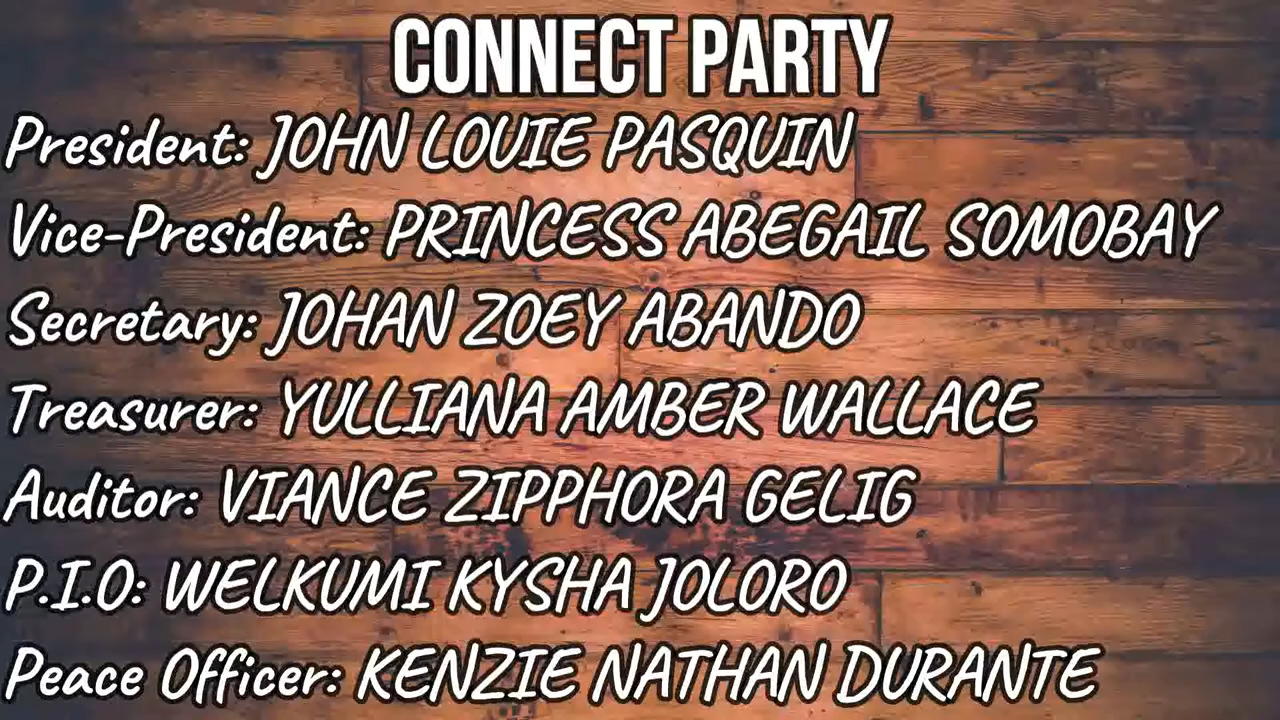 CONNECT PARTY
President: JOHN LOUIE PASQUIN
Vice-President: PRINCESS ABEGAIL SOMOBAY
Secretary: JOHAN ZOEY ABANDO
Treasurer: YULLIANA AMBER WALLACE
Auditor: VIANCE ZIPPHORA GELIG
P.I.O: WELKUMI KYSHA JOLORO
Peace Officer: KENZIE NATHAN DURANTE